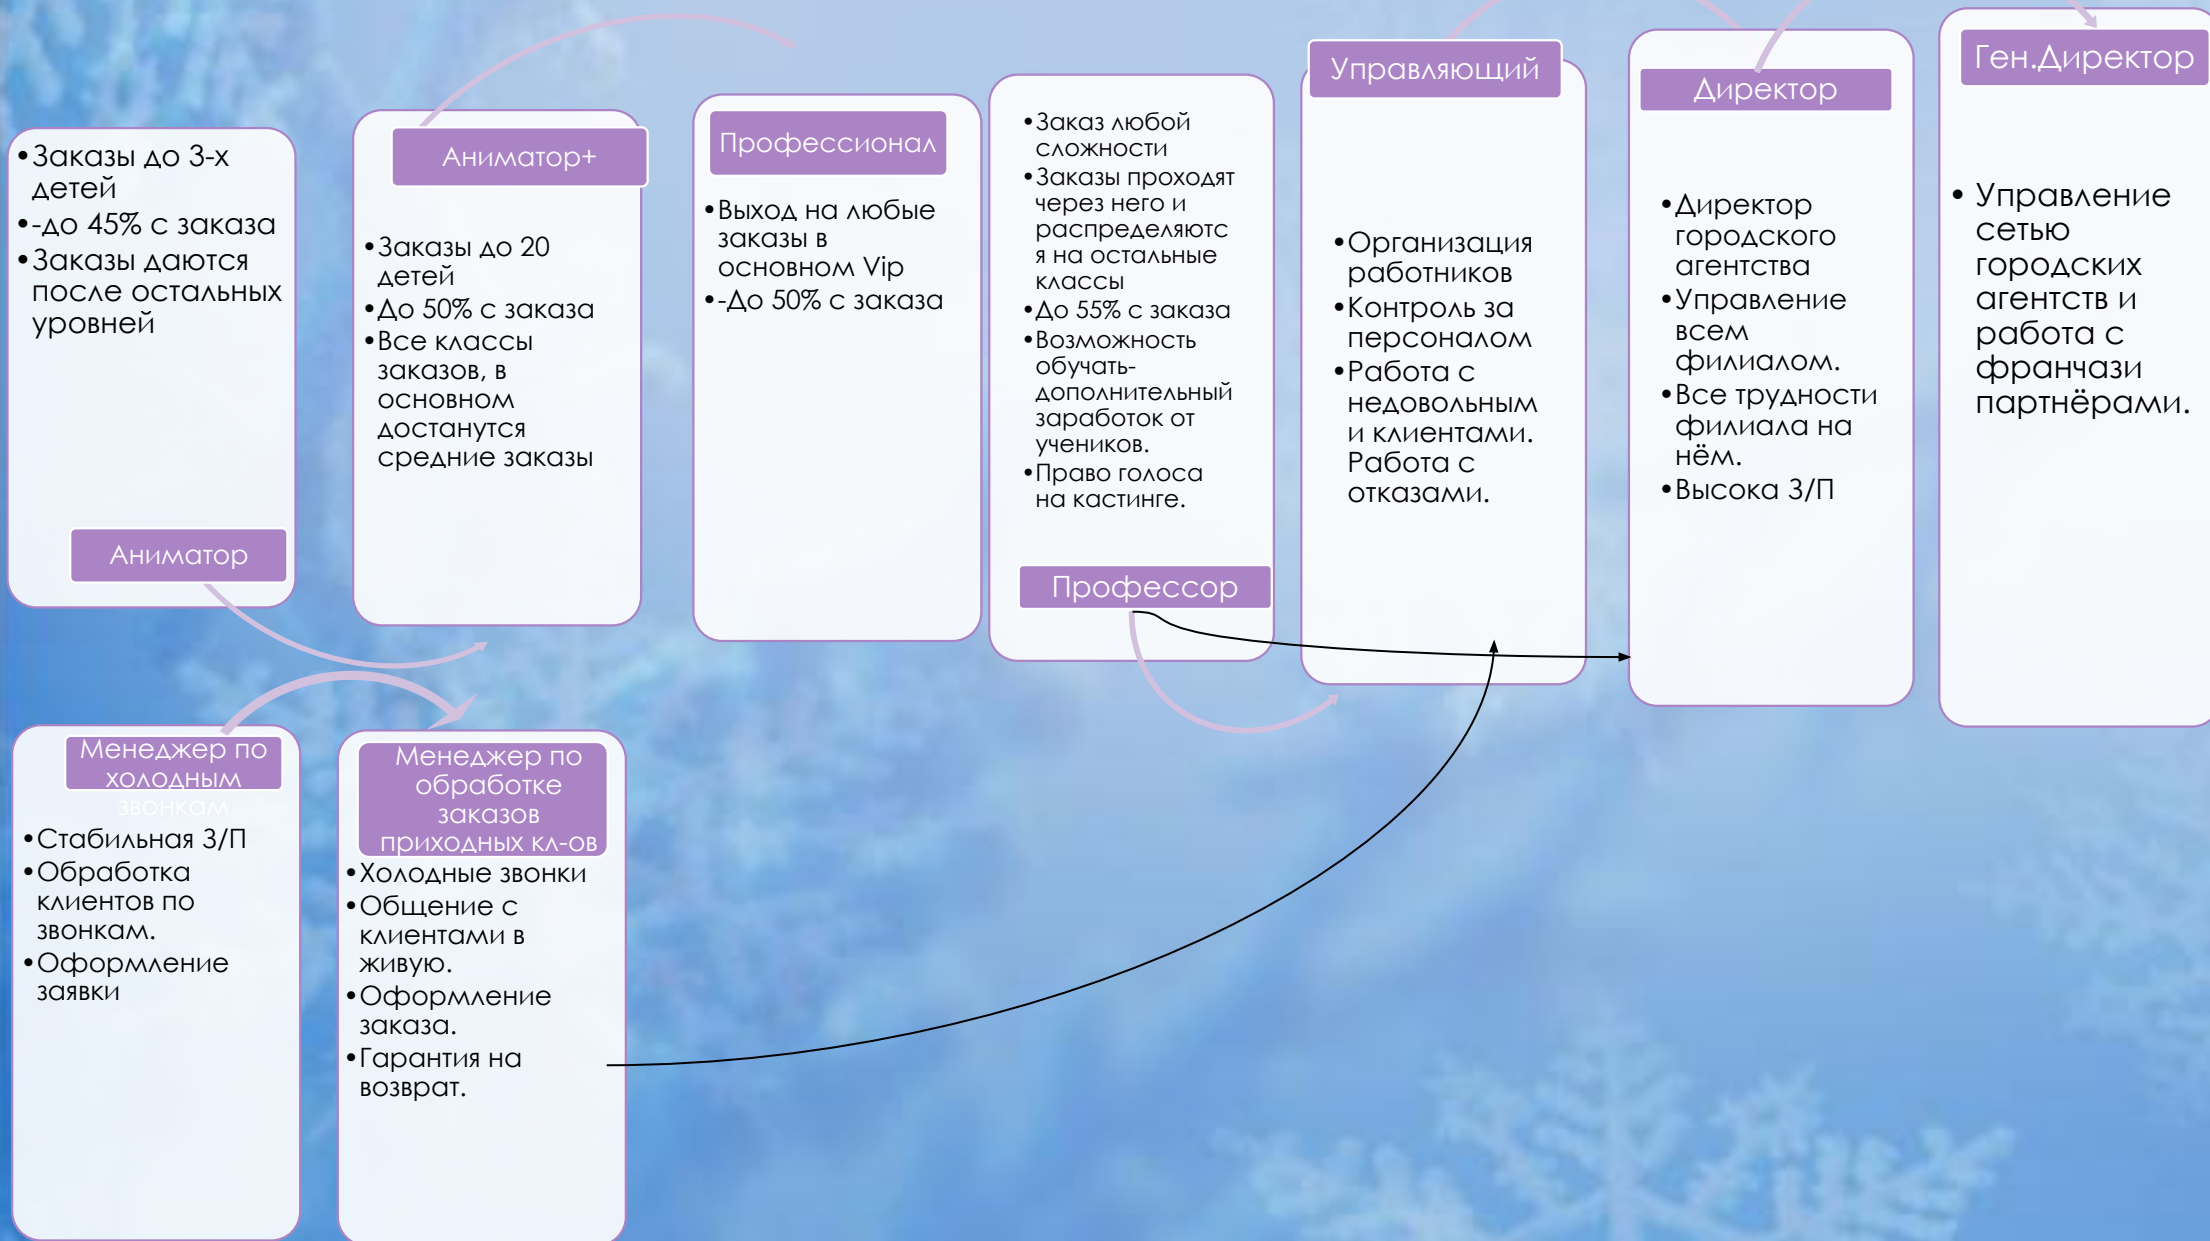 •Заказы до 3-х
детей
•-до 45% с заказа
•Заказы даются
после остальных
уровней
Аниматор
Аниматор+
•Заказы до 20
детей
•До 50% с заказа
•Все классы
заказов, в
основном
достанутся
средние заказы
Профессионал
•Выход на любые
заказы в
основном Vip
•-До 50% с заказа
•Заказ любой
сложности
•Заказы проходят
через него и
распределяютс
я на остальные
классы
•До 55% с заказа
•Возможность
обучать-
дополнительный
заработок от
учеников.
•Право голоса
на кастинге.
Профессор
Управляющий
•Организация
работников
•Контроль за
персоналом
•Работа с
недовольным
и клиентами.
Работа с
отказами.
Директор
•Директор
городского
агентства
•Управление
всем
филиалом.
•Все трудности
филиала на
нём.
•Высока З/П
Ген.Директор
• Управление
сетью
городских
агентств и
работа с
франчази
партнёрами.
Менеджер по
холодным
звонкам
•Стабильная З/П
•Обработка
клиентов по
звонкам.
•Оформление
заявки
Менеджер по
обработке
заказов
приходных кл-ов
•Холодные звонки
•Общение с
клиентами в
живую.
•Оформление
заказа.
•Гарантия на
возврат.